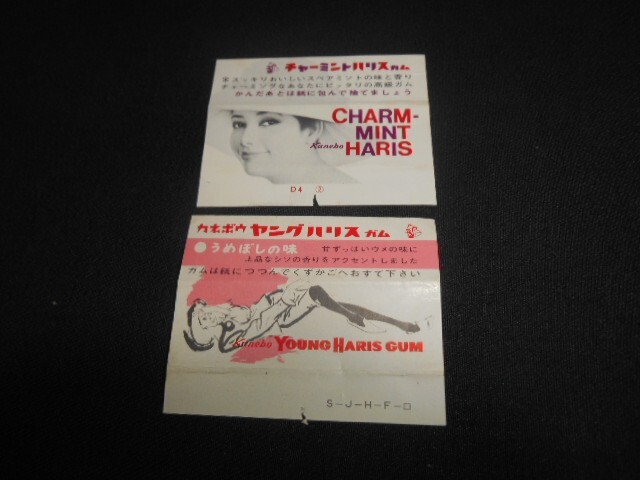 チャーミントハリスガム
まスッキリおいしいスペアミントの味と香り
チャーミングなあなたにピッタリの高級ガム
かんだあとは紙に包んで捨てましょう
CHARM-
MINT
Kanebo HARIS
D4 ②
カネボウ ヤングハリス ガム
●うめぼしの味
甘ずっぱいウメの味に
上品なシソの香りをアクセントしました
ガムは紙につつんでくずかごへおすて下さい
Kanebo YOUNG HARIS GUM
S-J-H-F-ロ